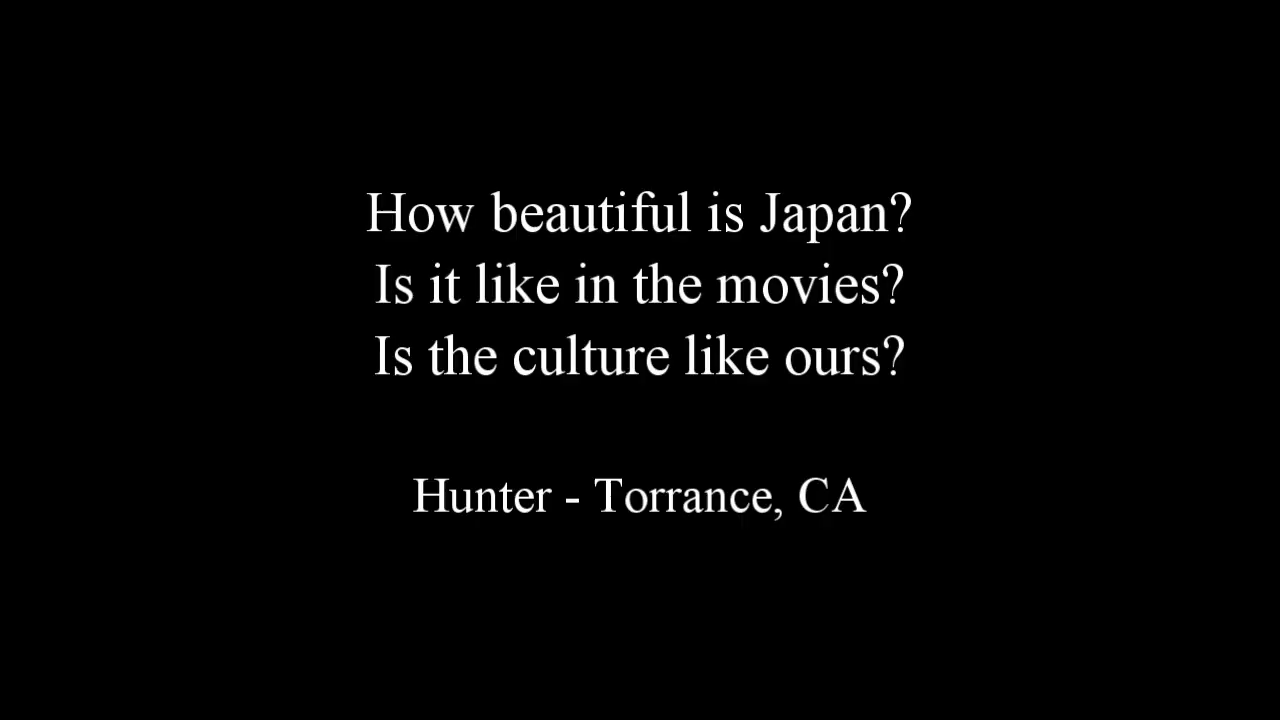 How beautiful is Japan?
Is it like in the movies?
Is the culture like ours?
Hunter - Torrance, CA